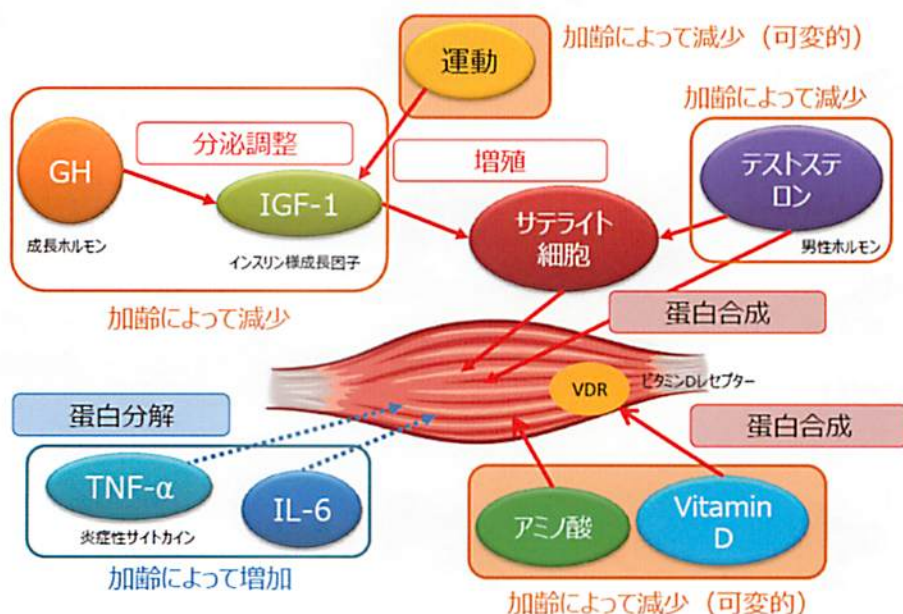 加齢によって減少（可変的）
運動
加齢によって減少
分泌調整
増殖
GH
IGF-1
テストステ
ロン
サテライト
細胞
成長ホルモン
インスリン様成長因子
男性ホルモン
加齢によって減少
蛋白合成
VDR
ビタミンDレセプター
蛋白分解
蛋白合成
TNF-α
IL-6
炎症性サイトカイン
アミノ酸
Vitamin
D
加齢によって増加
加齢によって減少（可変的）